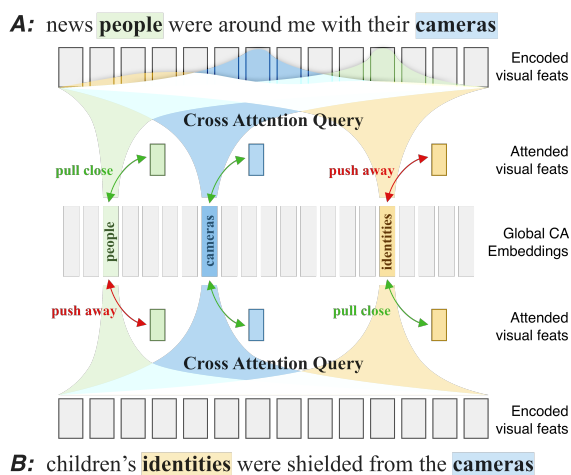 A: news people were around me with their cameras
Encoded visual feats
Cross Attention Query
pull close
push away
Attended visual feats
people
cameras
identities
Global CA Embeddings
push away
pull close
Attended visual feats
Cross Attention Query
Encoded visual feats
B: children's identities were shielded from the cameras